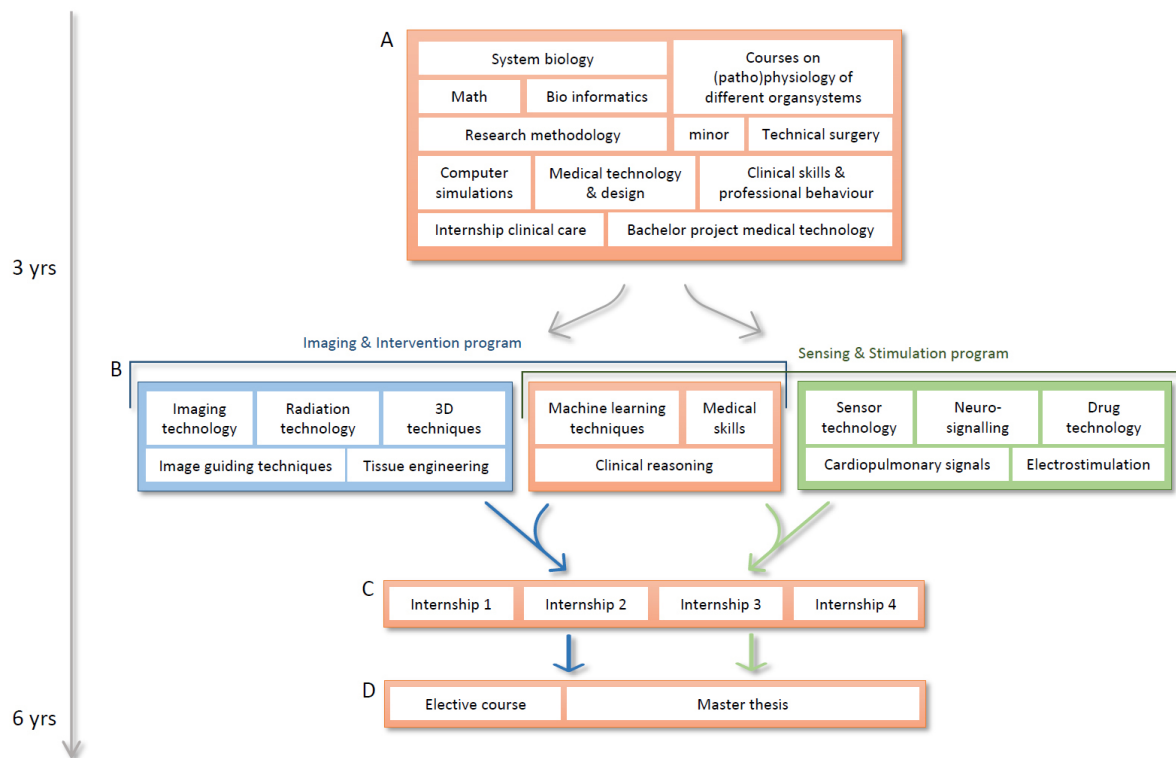 A
System biology
Courses on
(patho)physiology of
different organsystems
Math
Bio informatics
Research methodology
minor
Technical surgery
Computer
simulations
Medical technology
& design
Clinical skills &
professional behaviour
Internship clinical care
Bachelor project medical technology
3 yrs
Imaging & Intervention program
Sensing & Stimulation program
B
Imaging
technology
Radiation
technology
3D
techniques
Image guiding techniques
Tissue engineering
Machine learning
techniques
Medical
skills
Clinical reasoning
Sensor
technology
Neuro-
signalling
Drug
technology
Cardiopulmonary signals
Electrostimulation
C
Internship 1
Internship 2
Internship 3
Internship 4
D
Elective course
Master thesis
6 yrs